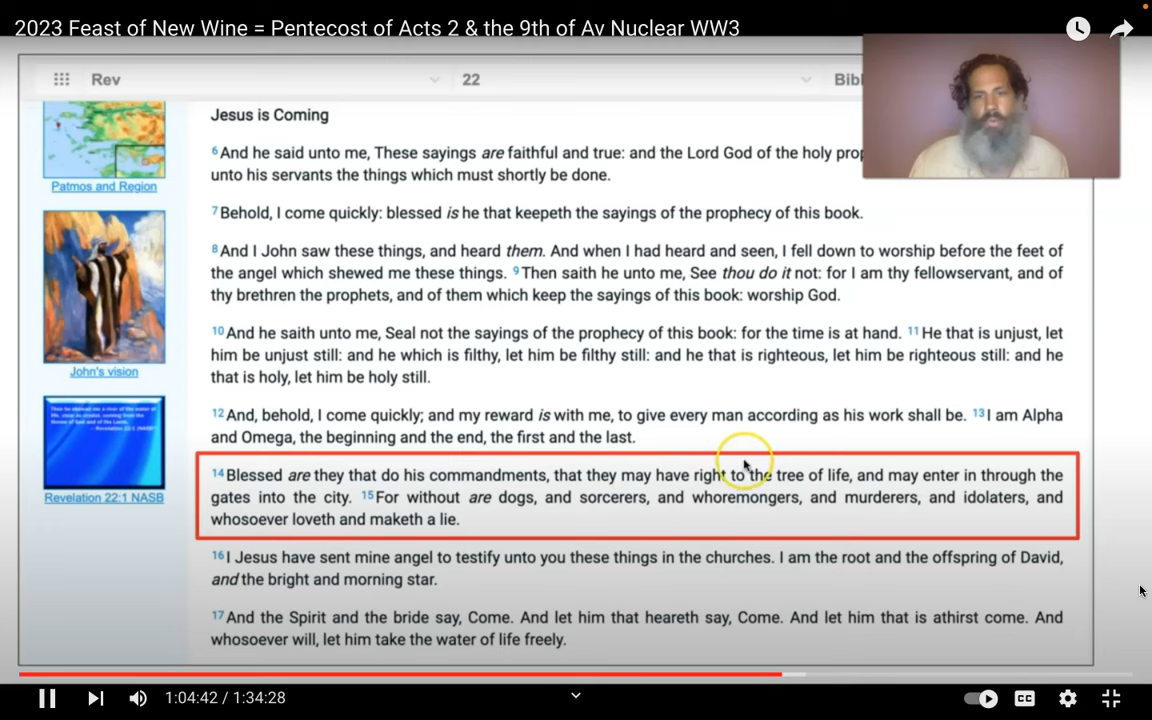 2023 Feast of New Wine = Pentecost of Acts 2 & the 9th of Av Nuclear WW3
Rev
22
Jesus is Coming
6 And he said unto me, These sayings are faithful and true: and the Lord God of the holy
unto his servants the things which must shortly be done.
Patmos and Region
7 Behold, I come quickly: blessed is he that keepeth the sayings of the prophecy of this book.
8 And I John saw these things, and heard them. And when I had heard and seen, I fell down to worship before the feet of
the angel which shewed me these things. 9 Then saith he unto me, See thou do it not: for I am thy fellowservant, and of
thy brethren the prophets, and of them which keep the sayings of this book: worship God.
10 And he saith unto me, Seal not the sayings of the prophecy of this book: for the time is at hand. 11 He that is unjust, let
him be unjust still: and he which is filthy, let him be filthy still: and he that is righteous, let him be righteous still: and he
that is holy, let him be holy still.
John's vision
12 And, behold, I come quickly; and my reward is with me, to give every man according as his work shall be. 13 I am Alpha
and Omega, the beginning and the end, the first and the last.
14 Blessed are they that do his commandments, that they may have right to the tree of life, and may enter in through the
gates into the city. 15 For without are dogs, and sorcerers, and whoremongers, and murderers, and idolaters, and
whosoever loveth and maketh a lie.
Revelation 22:1 NASB
16 I Jesus have sent mine angel to testify unto you these things in the churches. I am the root and the offspring of David,
and the bright and morning star.
17 And the Spirit and the bride say, Come. And let him that heareth say, Come. And let him that is athirst come. And
whosoever will, let him take the water of life freely.
1:04:42 / 1:34:28
CC